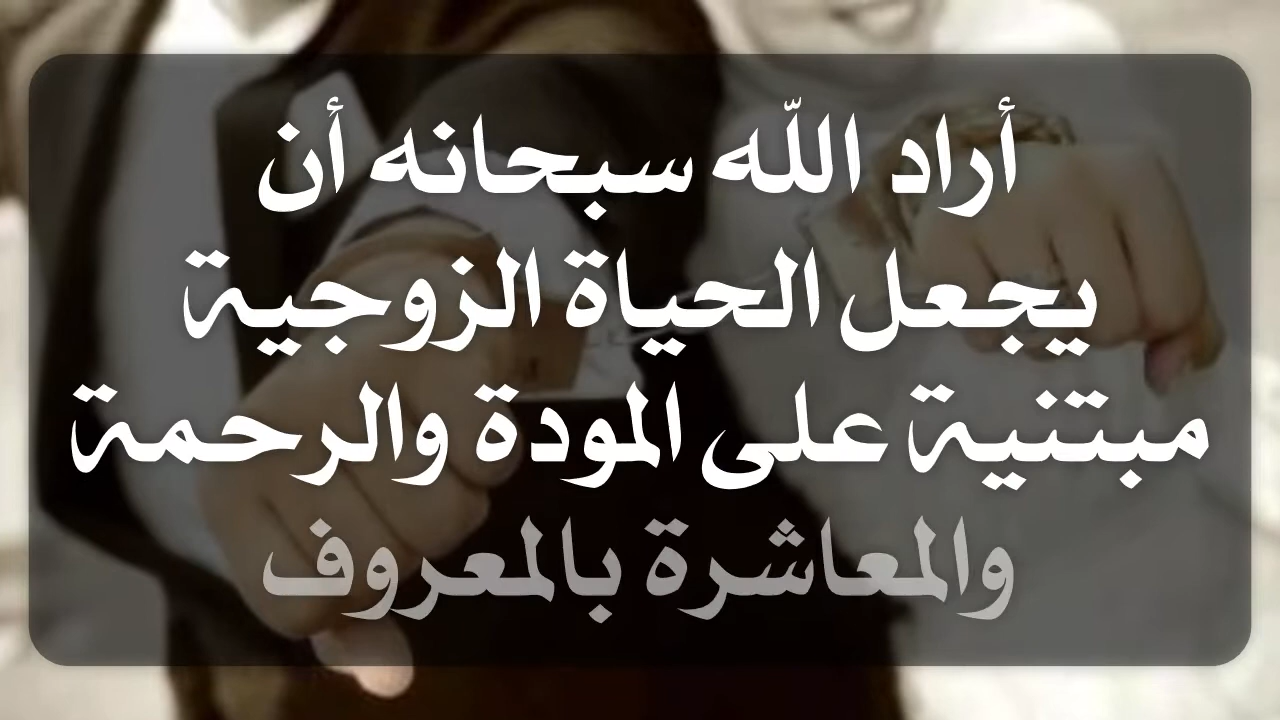 أراد اللّه سبحانه أن
يجعل الحياة الزوجية
مبتنية على المودة والرحمة
والمعاشرة بالمعروف